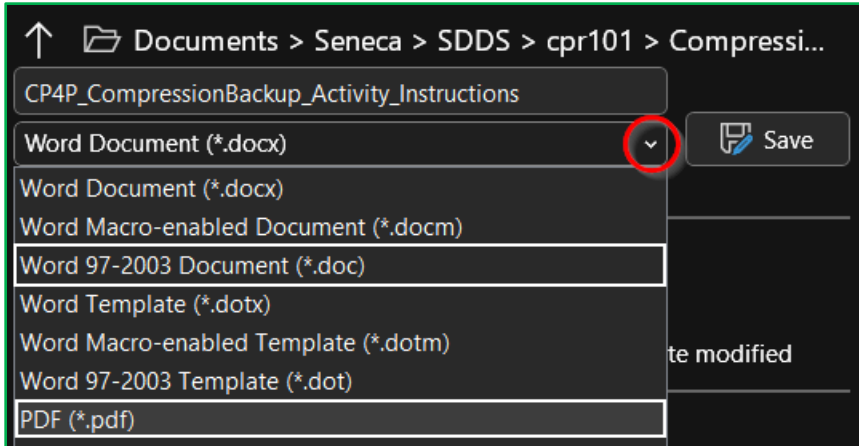 Documents > Seneca > SDDS > cpr101 > Compressi...
CP4P_CompressionBackup_Activity_Instructions
Word Document (*.docx)
Save
Word Document (*.docx)
Word Macro-enabled Document (*.docm)
Word 97-2003 Document (*.doc)
Word Template (*.dotx)
Word Macro-enabled Template (*.dotm)
te modified
Word 97-2003 Template (*.dot)
PDF (*.pdf)